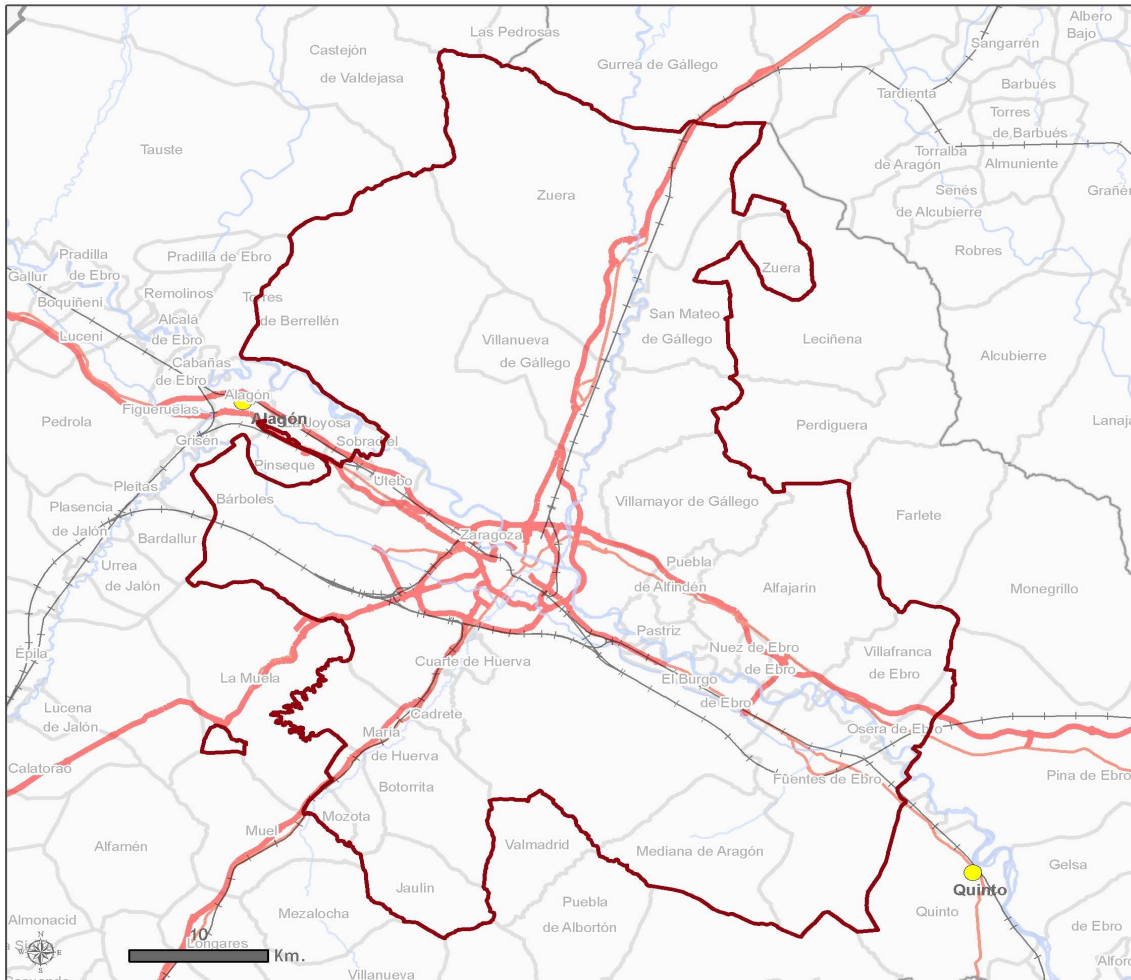 Las Pedrosas
Albero
Bajo
Castejón
de Valdejasa
Sangarrén
Gurrea de Gállego
Barbués
Tardienta
Torres
de Barbués
Tauste
Torralba
de Aragón
Almuniente
Zuera
Senés
de Alcubierre
Grañén
Pradilla
de Ebro
Pradilla de Ebro
Robres
Gallur
Zuera
Boquiñeni
Remolinos
Torres
de Berrellén
Alcalá
de Ebro
San Mateo
de Gállego
Luceni
Villanueva
de Gállego
Leciñena
Alcubierre
Cabañas
de Ebro
Alagón
Figueruelas
Alagón
La Joyosa
Pedrola
Perdiguera
Lanaja
Grisén
Sobradiel
Pinseque
Utebo
Pleitas
Bárboles
Villamayor de Gállego
Plasencia
de Jalón
Farlete
Bardallur
Zaragoza
Urrea
de Jalón
Puebla
de Alfindén
Alfajarín
Monegrillo
Pastriz
Épila
Nuez de Ebro
de Ebro
Villafranca
de Ebro
Cuarte de Huerva
La Muela
El Burgo
de Ebro
Lucena
de Jalón
Cadrete
Osera de Ebro
María
de Huerva
Calatorao
Fuentes de Ebro
Pina de Ebro
Botorrita
Mozota
Muel
Valmadrid
Mediana de Aragón
Alfamén
Gelsa
Jaulín
Quinto
Puebla
de Albortón
Quinto
Mezalocha
Almonacid
de Ebro
10
Longares
Km.
N
W
E
S
Villanueva